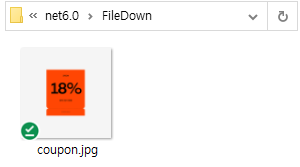 « net6.0 > FileDown
18%
coupon.jpg